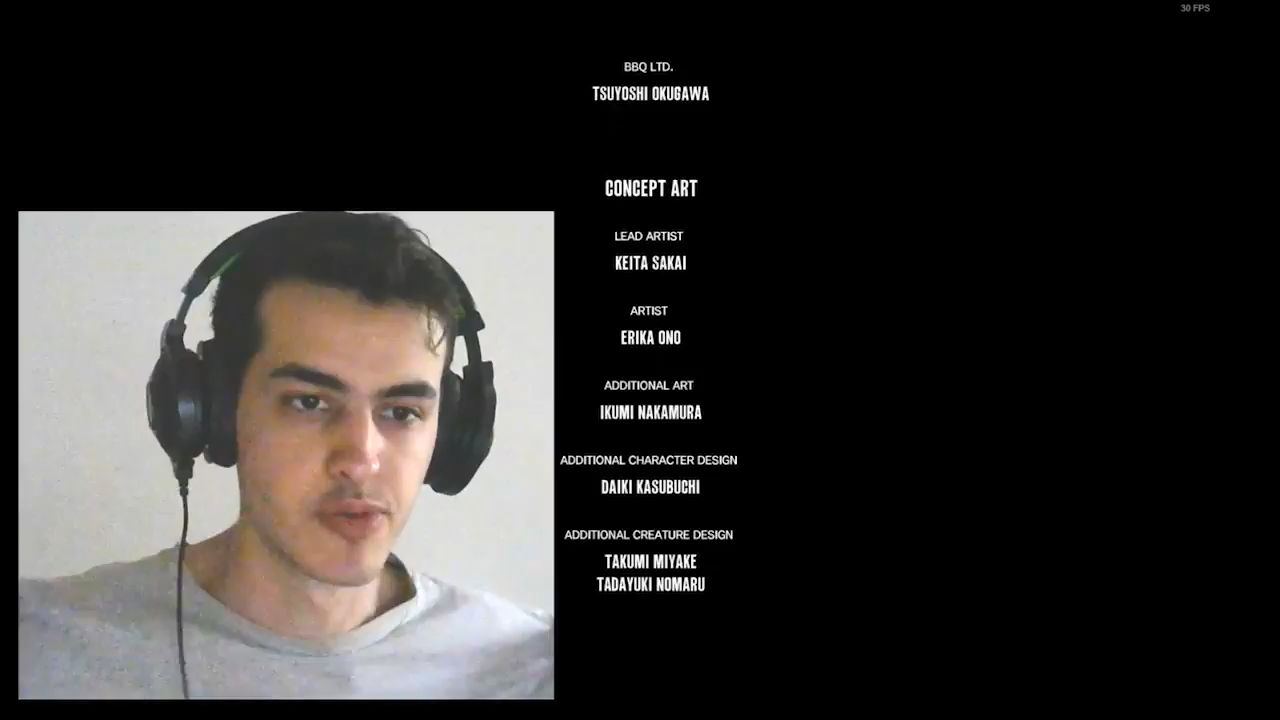 30 FPS
BBQ LTD.
TSUYOSHI OKUGAWA
CONCEPT ART
LEAD ARTIST
KEITA SAKAI
ARTIST
ERIKA ONO
ADDITIONAL ART
IKUMI NAKAMURA
ADDITIONAL CHARACTER DESIGN
DAIKI KASUBUCHI
ADDITIONAL CREATURE DESIGN
TAKUMI MIYAKE
TADAYUKI NOMARU